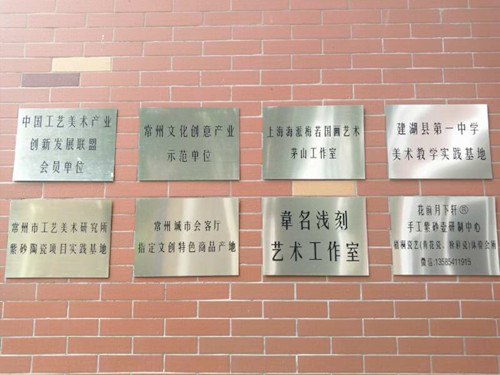 中国工艺美术产业
创新发展联盟
会员单位
常州文化创意产业
示范单位
上海海派梅若国画艺术
茅山工作室
建湖县第一中学
美术教学实践基地
常州市工艺美术研究所
紫砂陶瓷项目实践基地
常州城市会客厅
指定文创特色商品产地
章名浅刻
艺术工作室
花前月下轩®
手工紫砂壶研制中心
微信:13585411915